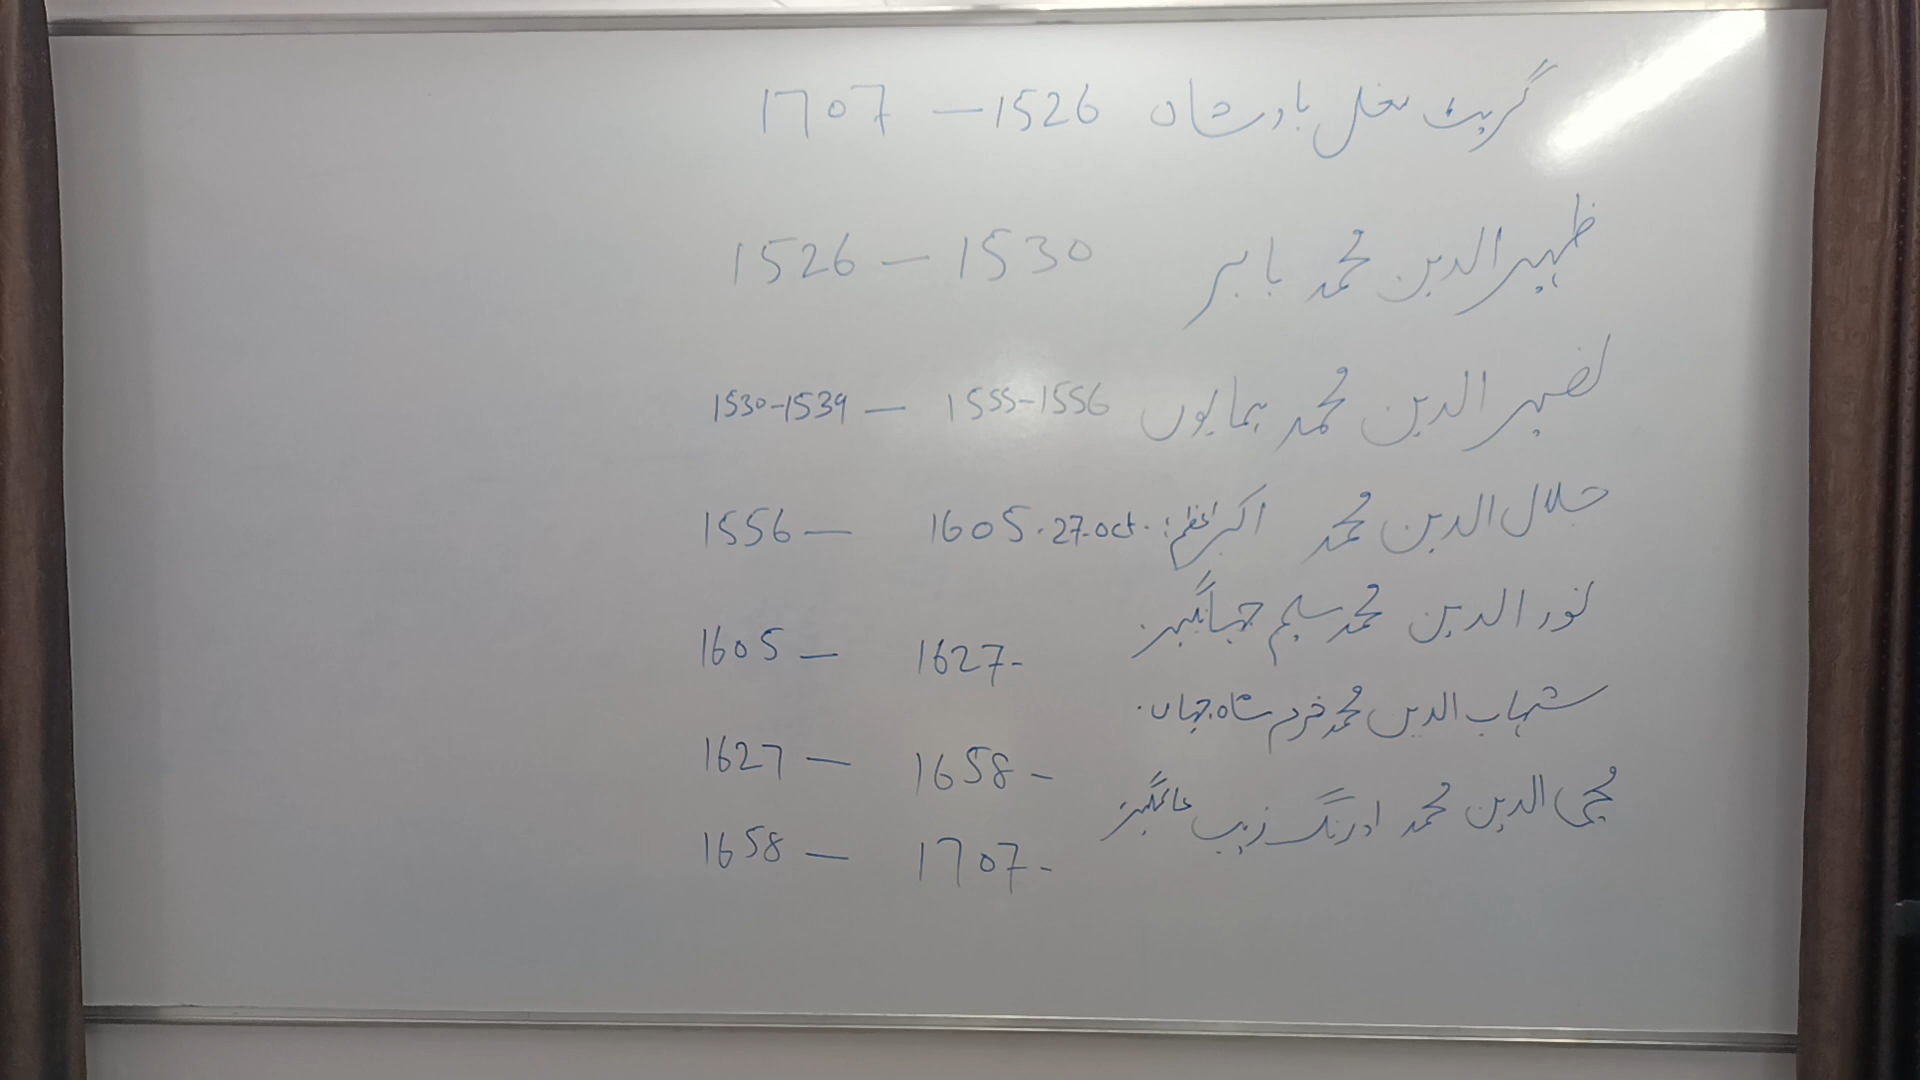 گریٹ مغل بادشاہ 1526 — 1707
ظہیر الدین محمد بابر 1526 — 1530
نصیر الدین محمد ہمایوں 1530-1539 — 1555-1556
جلال الدین محمد اکبر اعظم: 1556 — 1605.27.oct.
نور الدین محمد سلیم جہانگیر 1605 — 1627-
شہاب الدین محمد خرم شاہ جہاں. 1627 — 1658-
محی الدین محمد اورنگ زیب عالمگیر 1658 — 1707-